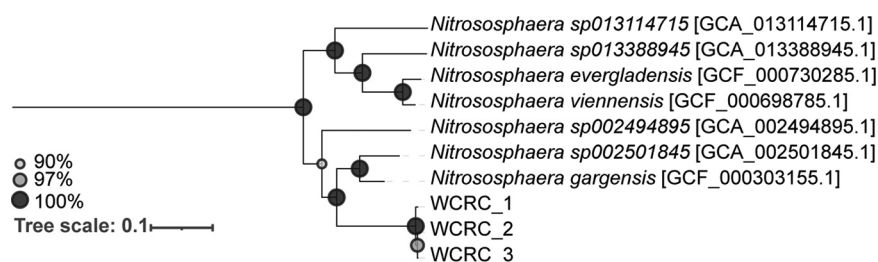 Nitrososphaera sp013114715 [GCA_013114715.1]
Nitrososphaera sp013388945 [GCA_013388945.1]
Nitrososphaera evergladensis [GCF_000730285.1]
Nitrososphaera viennensis [GCF_000698785.1]
Nitrososphaera sp002494895 [GCA_002494895.1]
Nitrososphaera sp002501845 [GCA_002501845.1]
Nitrososphaera gargensis [GCF_000303155.1]
WCRC_1
WCRC_2
WCRC_3
90%
97%
100%
Tree scale: 0.1